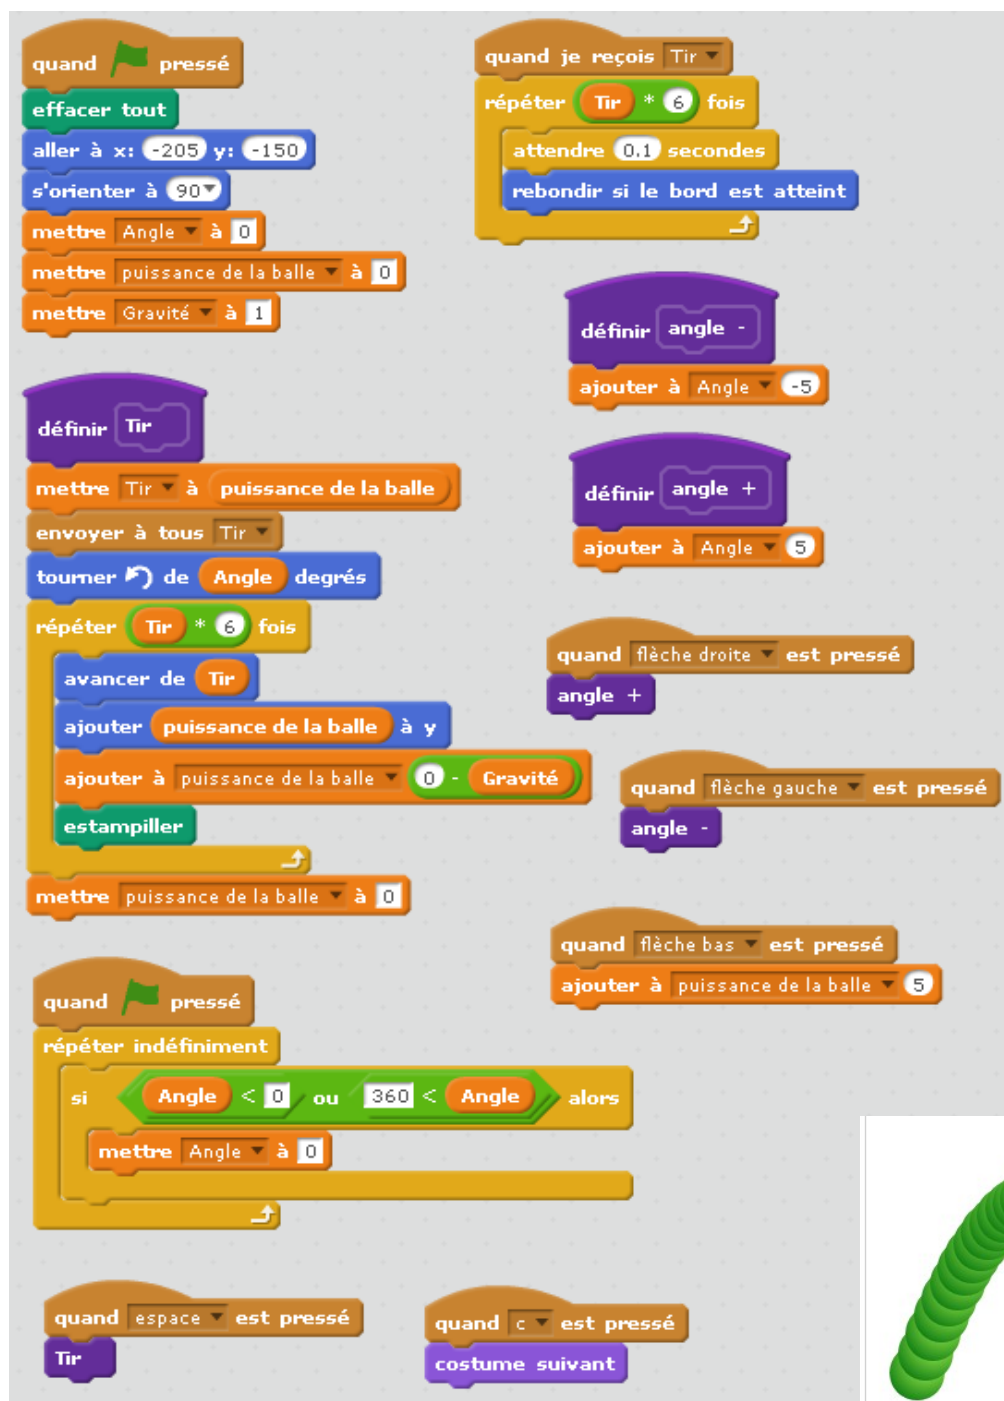 quand pressé
effacer tout
aller à x: -205 y: -150
s'orienter à 90
mettre Angle à 0
mettre puissance de la balle à 0
mettre Gravité à 1
quand je reçois Tir
répéter Tir * 6 fois
attendre 0.1 secondes
rebondir si le bord est atteint
définir angle -
ajouter à Angle -5
définir angle +
ajouter à Angle 5
définir Tir
mettre Tir à puissance de la balle
envoyer à tous Tir
tourner de Angle degrés
répéter Tir * 6 fois
avancer de Tir
ajouter puissance de la balle à y
ajouter à puissance de la balle 0 - Gravité
estampiller
mettre puissance de la balle à 0
quand flèche droite est pressé
angle +
quand flèche gauche est pressé
angle -
quand flèche bas est pressé
ajouter à puissance de la balle 5
quand pressé
répéter indéfiniment
si Angle < 0 ou 360 < Angle alors
mettre Angle à 0
quand espace est pressé
Tir
quand c est pressé
costume suivant